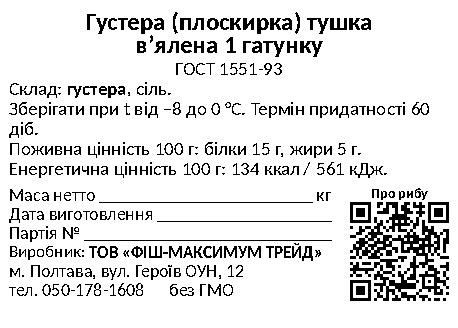 Густера (плоскирка) тушка
в’ялена 1 гатунку
ГОСТ 1551-93
Склад: густера, сіль.
Зберігати при t від –8 до 0 °С. Термін придатності 60
діб.
Поживна цінність 100 г: білки 15 г, жири 5 г.
Енергетична цінність 100 г: 134 ккал / 561 кДж.
Маса нетто ______________________ кг
Про рибу
Дата виготовлення __________________
Партія № __________________________
Виробник: ТОВ «ФІШ-МАКСИМУМ ТРЕЙД»
м. Полтава, вул. Героїв ОУН, 12
тел. 050-178-1608 без ГМО